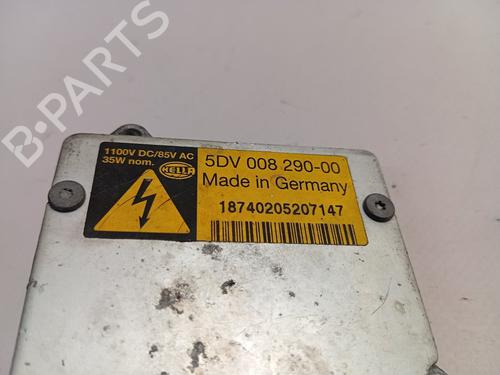 B-PARTS
1100V DC/85V AC
35W nom.
HELLA
5DV 008 290-00
Made in Germany
18740205207147